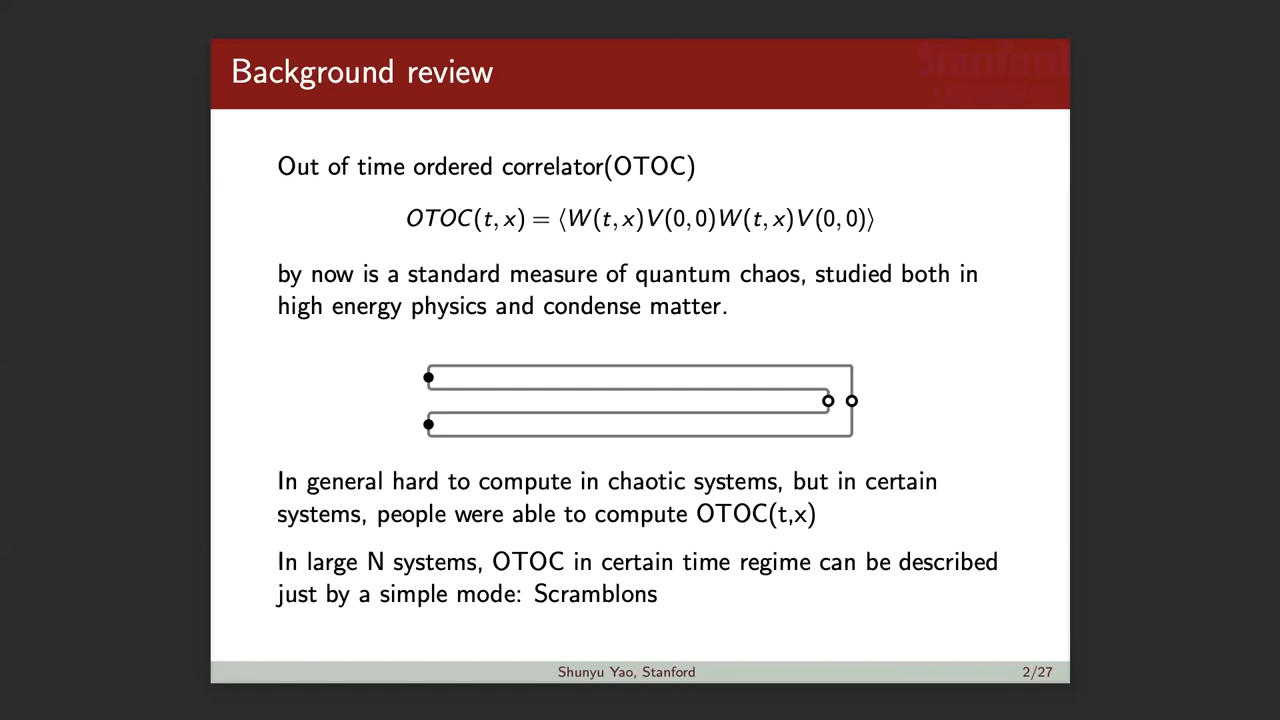 Background review
Out of time ordered correlator(OTOC)
OTOC(t, x) = ⟨W(t, x)V(0, 0)W(t, x)V(0, 0)⟩
by now is a standard measure of quantum chaos, studied both in
high energy physics and condense matter.
In general hard to compute in chaotic systems, but in certain
systems, people were able to compute OTOC(t,x)
In large N systems, OTOC in certain time regime can be described
just by a simple mode: Scramblons
Shunyu Yao, Stanford
2/27